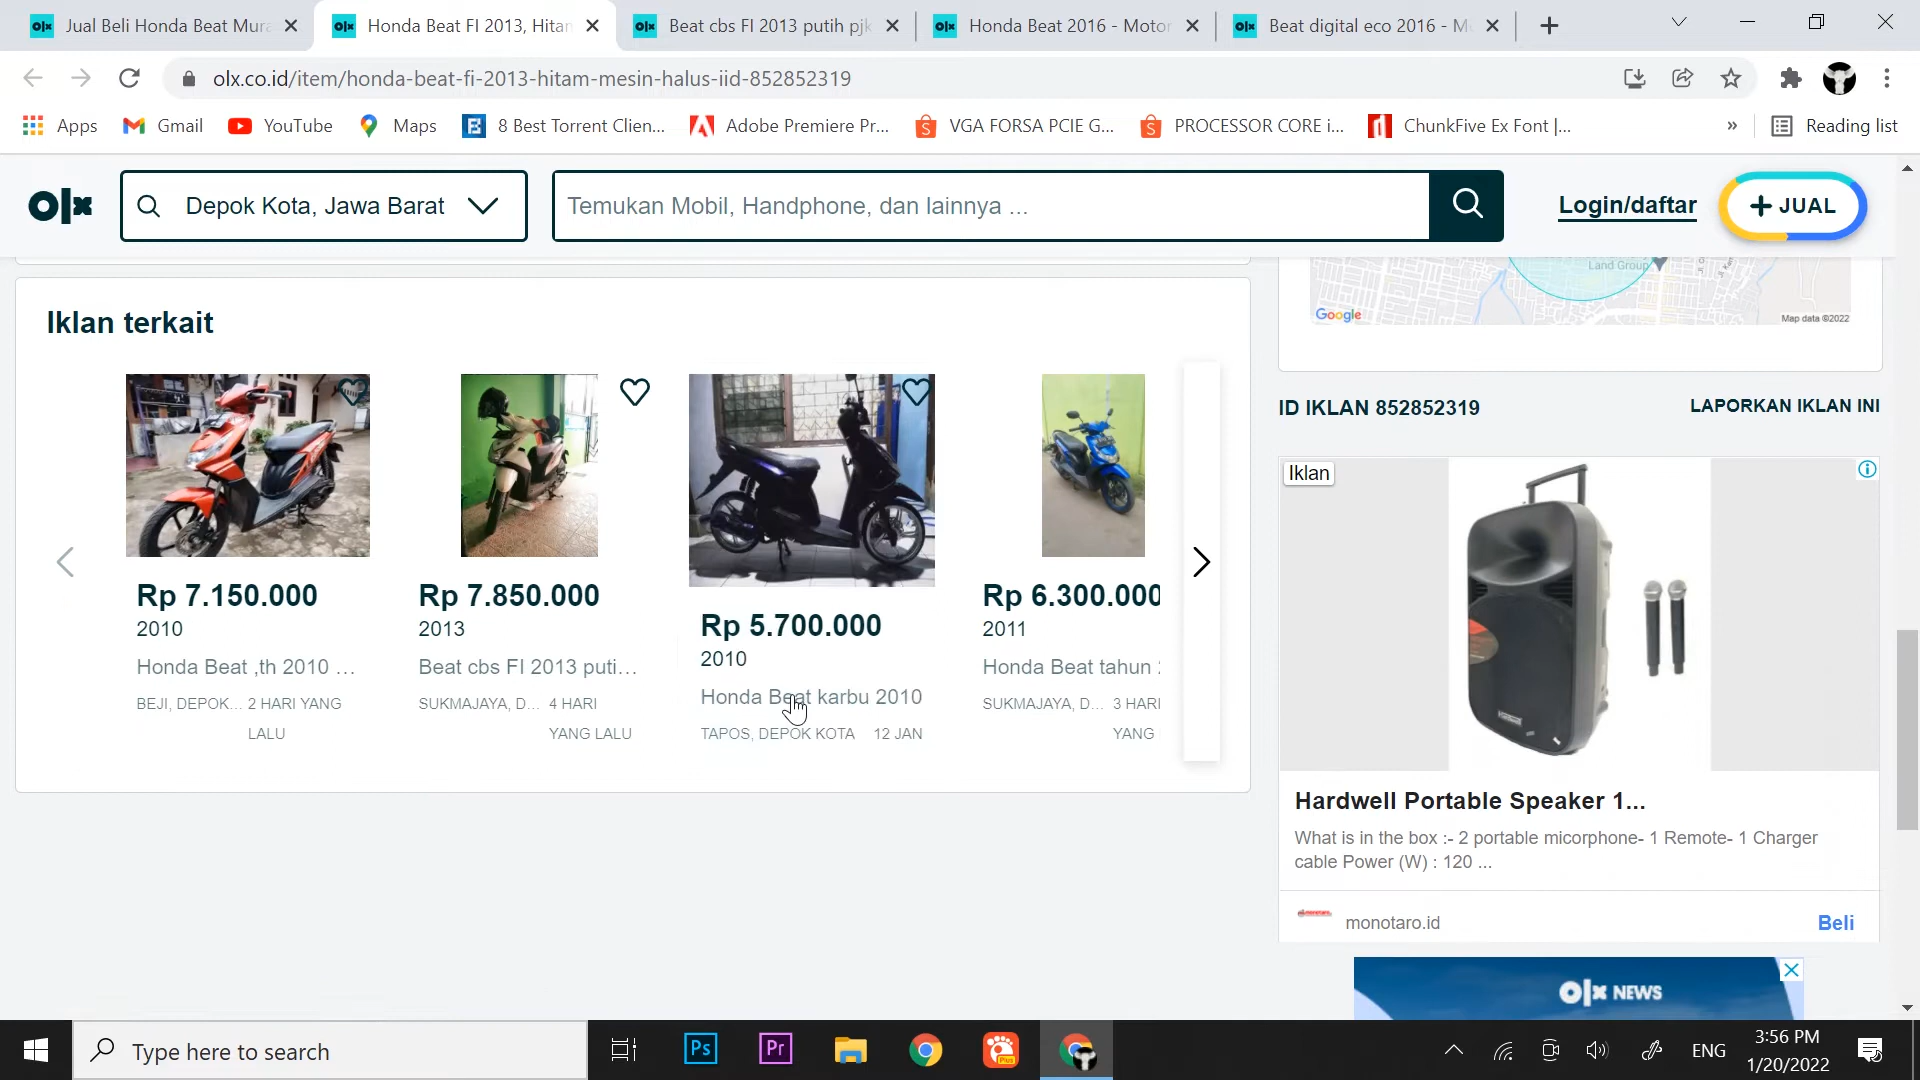 Jual Beli Honda Beat Mura
Honda Beat FI 2013, Hitan
Beat cbs FI 2013 putih pjk
Honda Beat 2016 - Motor
Beat digital eco 2016 - M
olx.co.id/item/honda-beat-fi-2013-hitam-mesin-halus-iid-852852319
Apps
Gmail
YouTube
Maps
8 Best Torrent Clien...
Adobe Premiere Pr...
VGA FORSA PCIE G...
PROCESSOR CORE i...
ChunkFive Ex Font |...
»
Reading list
olx
Depok Kota, Jawa Barat
Temukan Mobil, Handphone, dan lainnya ...
Login/daftar
+ JUAL
Land Group
Google
Map data ©2022
Iklan terkait
Rp 7.150.000
2010
Honda Beat ,th 2010 ...
BEJI, DEPOK... 2 HARI YANG
LALU
Rp 7.850.000
2013
Beat cbs FI 2013 puti...
SUKMAJAYA, D... 4 HARI
YANG LALU
Rp 5.700.000
2010
Honda Beat karbu 2010
TAPOS, DEPOK KOTA 12 JAN
Rp 6.300.000
2011
Honda Beat tahun
SUKMAJAYA, D... 3 HARI
YANG
ID IKLAN 852852319
LAPORKAN IKLAN INI
Iklan
Hardwell Portable Speaker 1...
What is in the box :- 2 portable micorphone- 1 Remote- 1 Charger
cable Power (W) : 120 ...
monotaro.id
Beli
olx NEWS
Type here to search
Ps
Pr
Plus
ENG
3:56 PM
1/20/2022